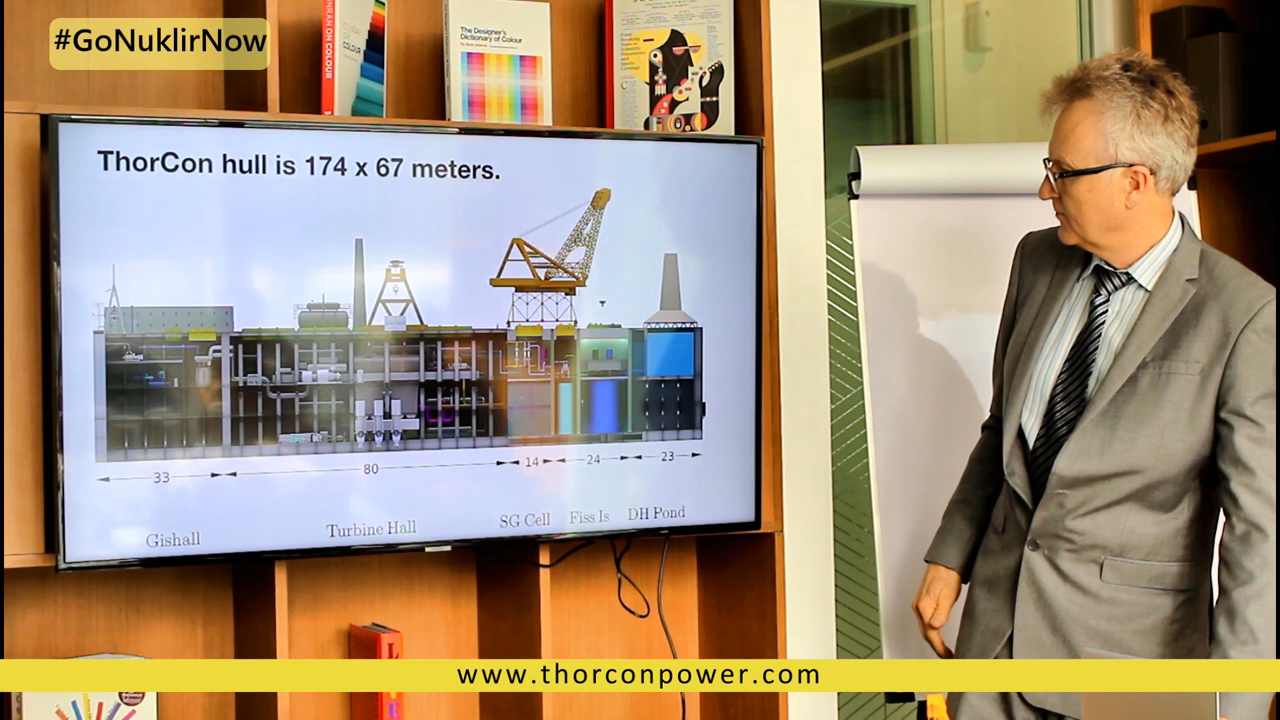 #GoNuklirNow
The Designer's
Dictionary of Colour
ThorCon hull is 174 x 67 meters.
33
80
14
24
23
Gishall
Turbine Hall
SG Cell
Fiss Is
DH Pond
www.thorconpower.com